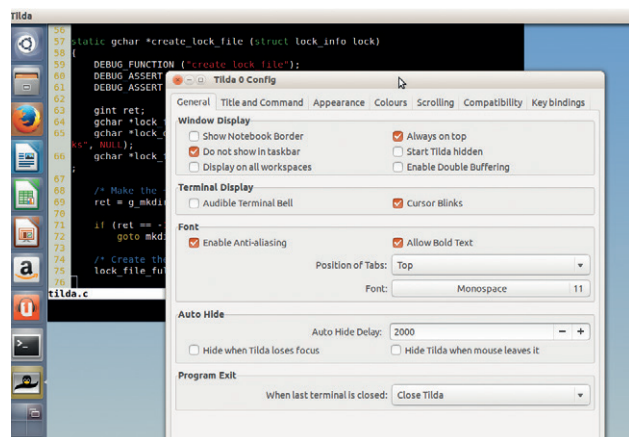 Tilda
56
57 static gchar *create_lock_file (struct lock_info lock)
58 {
59 DEBUG_FUNCTION ("create_lock_file");
60 DEBUG_ASSERT
61 DEBUG_ASSERT
62
63 gint ret;
64 gchar *lock_
65 gchar *lock_
ks", NULL);
66 gchar *lock_
;
67
68 /* Make the
69 ret = g_mkdi
70
71 if (ret == -
72 goto mkd
73
74 /* Create the
75 lock_file_ful
76
tilda.c
Tilda 0 Config
General Title and Command Appearance Colours Scrolling Compatibility Key bindings
Window Display
Show Notebook Border Always on top
Do not show in taskbar Start Tilda hidden
Display on all workspaces Enable Double Buffering
Terminal Display
Audible Terminal Bell Cursor Blinks
Font
Enable Anti-aliasing Allow Bold Text
Position of Tabs: Top
Font: Monospace 11
Auto Hide
Auto Hide Delay: 2000 − +
Hide when Tilda loses focus Hide Tilda when mouse leaves it
Program Exit
When last terminal is closed: Close Tilda